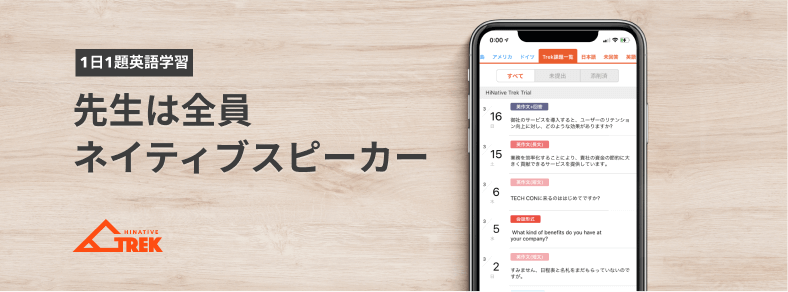 1日1題英語学習
先生は全員
ネイティブスピーカー
HINATIVE
TREK
0:00
アメリカ
ドイツ
Trek課題一覧
日本語
未回答
英語
すべて
未提出
添削済
HiNative Trek Trial
3
16
英作文+回答
御社のサービスを導入すると、ユーザーのリテンショ
ン向上に対し、どのような効果がありますか?
3
15
英作文(長文)
業務を効率化することにより、貴社の資金の節約に大
きく貢献できるサービスを提供しています。
3
6
TECH CONに来るのははじめてですか?
3
5
会話形式
What kind of benefits do you have at
your company?
3
2
すみません、日程表と名札をまだもらっていないので
すが。